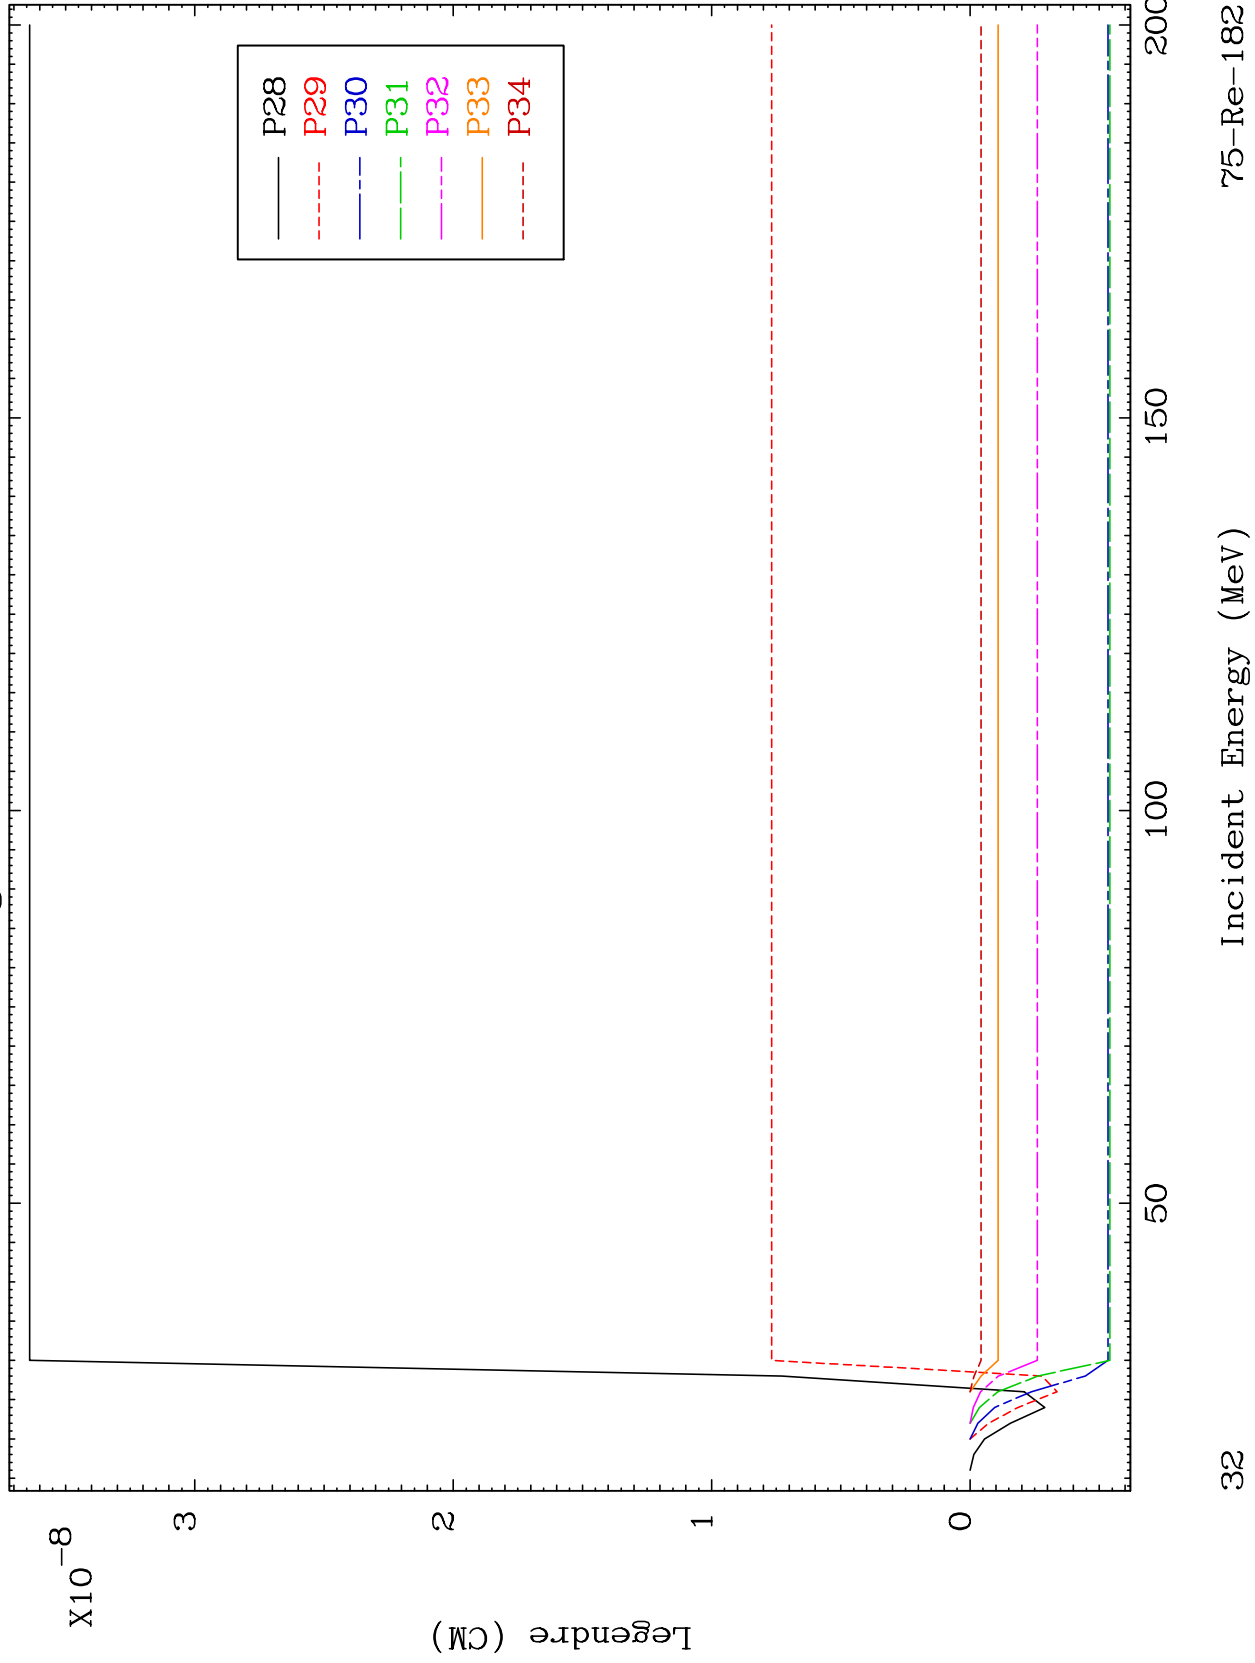 X10-8
3
2
1
0
Legendre (CM)
P28
P29
P30
P31
P32
P33
P34
50
100
150
200
Incident Energy (MeV)
32
75-Re-182